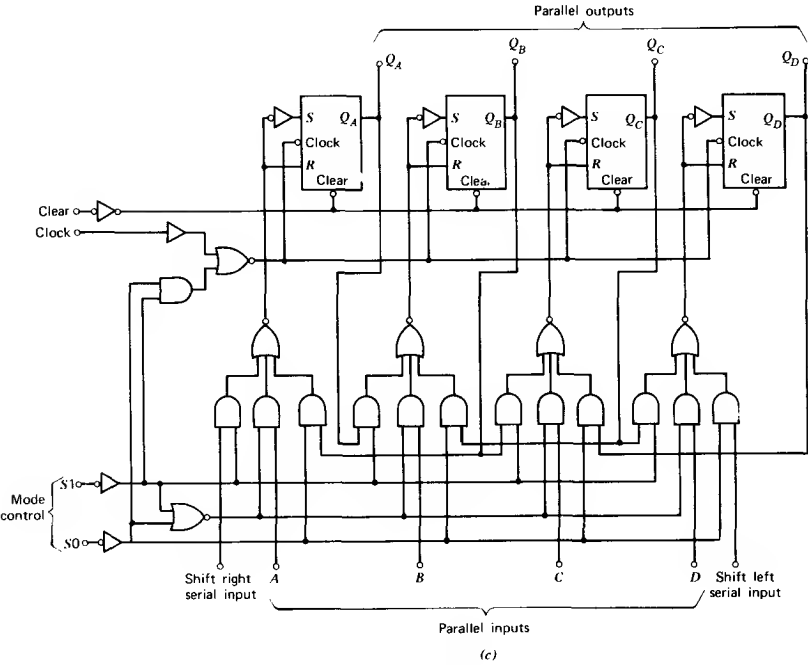 Parallel outputs
Q_A
Q_B
Q_C
Q_D
S Q_A
Clock
R
Clear
S Q_B
Clock
R
Clea.
S Q_C
Clock
R
Clear
S Q_D
Clock
R
Clear
Clear
Clock
Mode
control
S1
S0
Shift right
serial input
A
B
C
D
Shift left
serial input
Parallel inputs
(c)